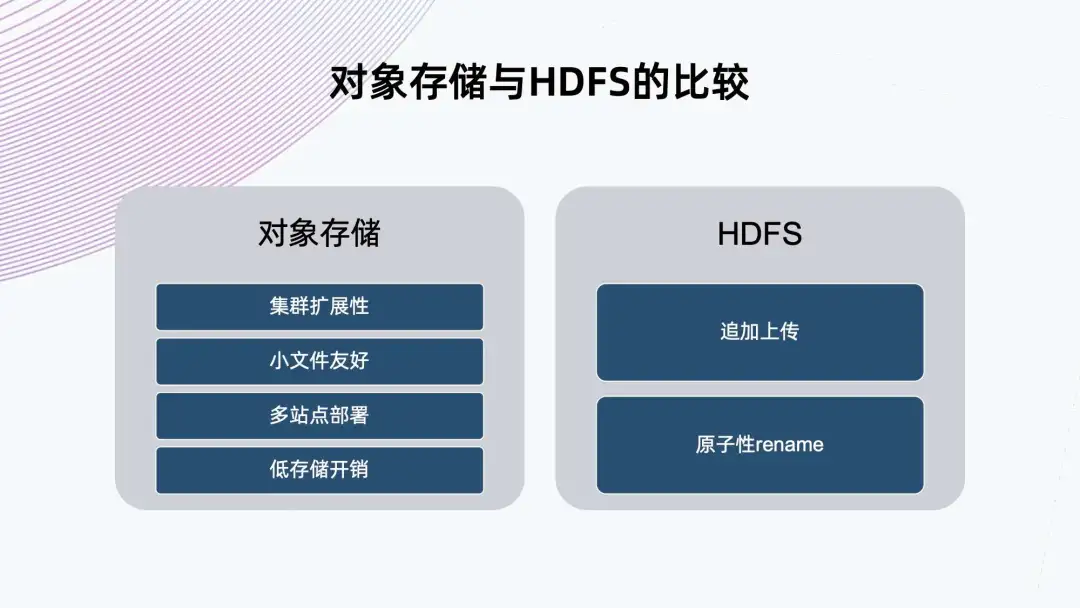 对象存储与HDFS的比较
对象存储
集群扩展性
小文件友好
多站点部署
低存储开销
HDFS
追加上传
原子性rename